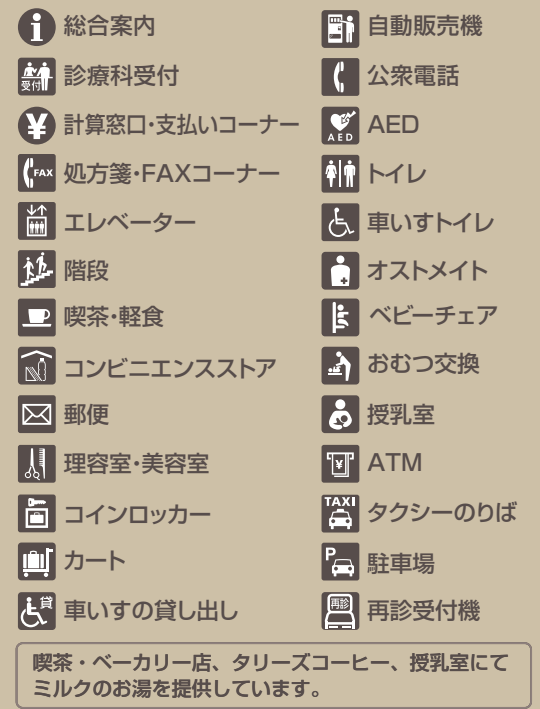 総合案内
受付 診療科受付
¥ 計算窓口・支払いコーナー
FAX 処方箋・FAXコーナー
エレベーター
階段
喫茶・軽食
コンビニエンスストア
郵便
理容室・美容室
コインロッカー
カート
貸 車いすの貸し出し
自動販売機
公衆電話
AED AED
トイレ
車いすトイレ
オストメイト
ベビーチェア
おむつ交換
授乳室
¥ ATM
TAXI タクシーのりば
P 駐車場
再診 再診受付機
喫茶・ベーカリー店、タリーズコーヒー、授乳室にて
ミルクのお湯を提供しています。